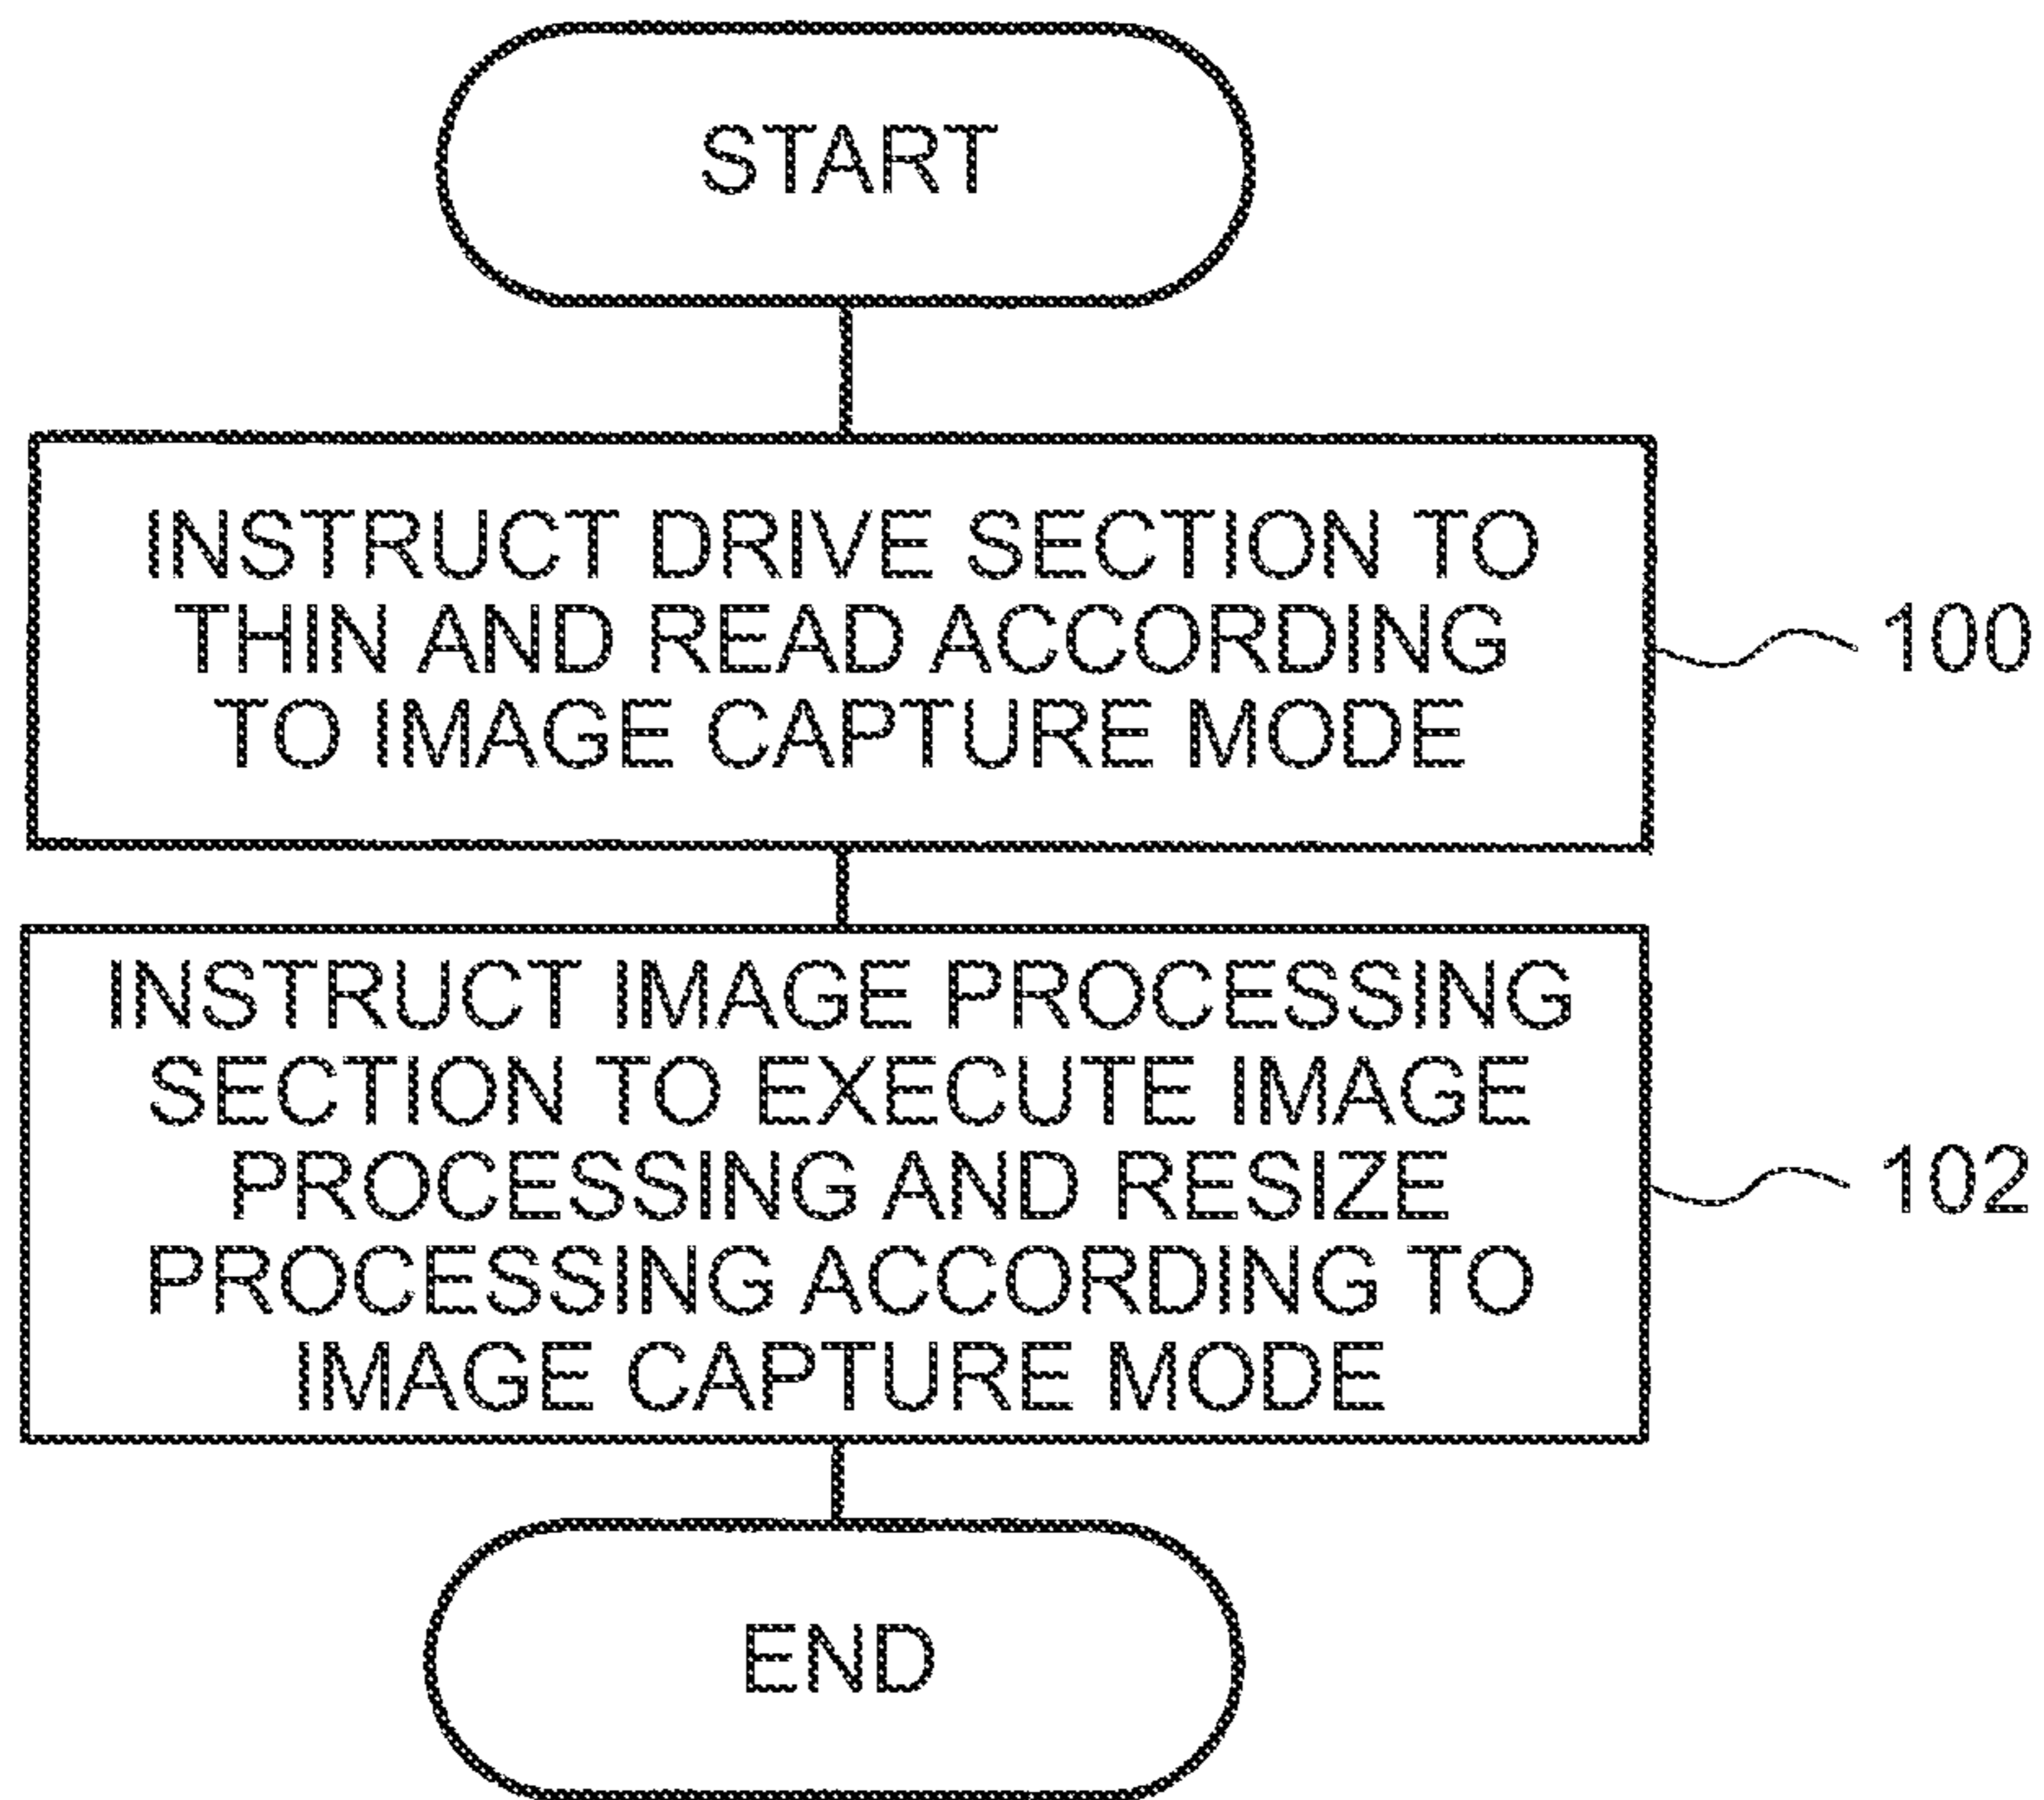 START
INSTRUCT DRIVE SECTION TO
THIN AND READ ACCORDING
TO IMAGE CAPTURE MODE
100
INSTRUCT IMAGE PROCESSING
SECTION TO EXECUTE IMAGE
PROCESSING AND RESIZE
PROCESSING ACCORDING TO
IMAGE CAPTURE MODE
102
END